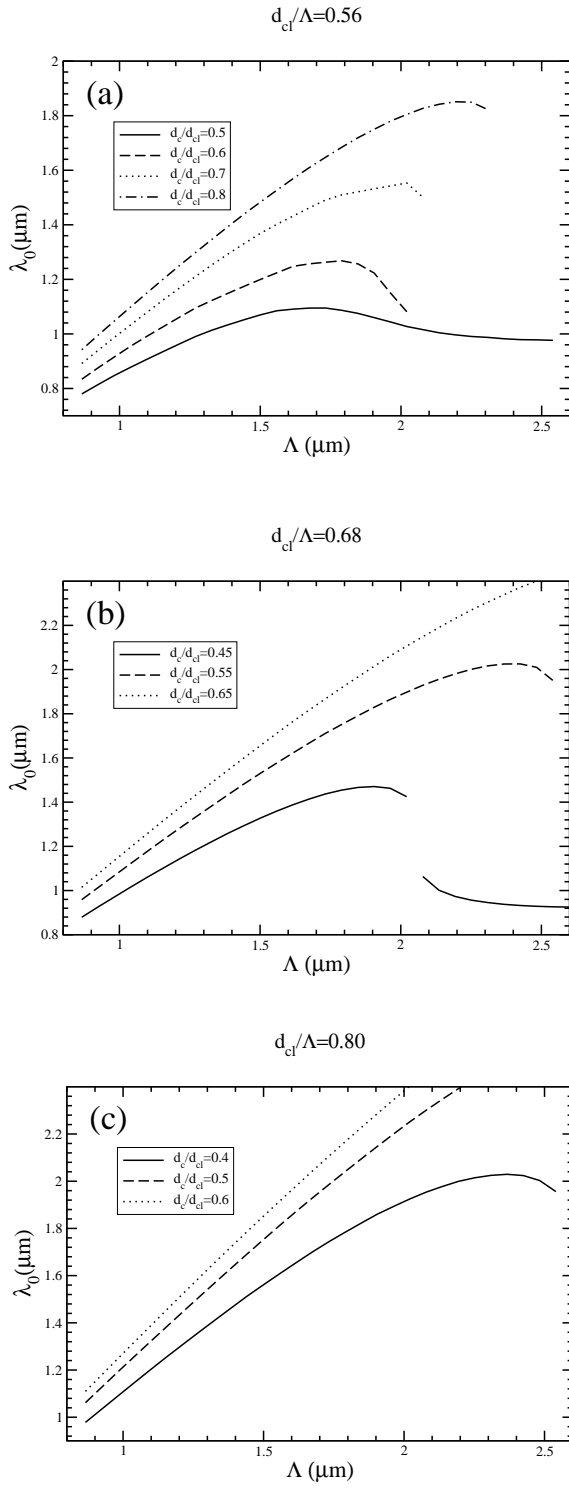 d_cl/Λ=0.56
(a)
d_c/d_cl=0.5
d_c/d_cl=0.6
d_c/d_cl=0.7
d_c/d_cl=0.8
λ_0(μm)
2
1.8
1.6
1.4
1.2
1
0.8
1 1.5 2 2.5
Λ (μm)
d_cl/Λ=0.68
(b)
d_c/d_cl=0.45
d_c/d_cl=0.55
d_c/d_cl=0.65
λ_0(μm)
2.2
2
1.8
1.6
1.4
1.2
1
0.8
1 1.5 2 2.5
Λ (μm)
d_cl/Λ=0.80
(c)
d_c/d_cl=0.4
d_c/d_cl=0.5
d_c/d_cl=0.6
λ_0(μm)
2.2
2
1.8
1.6
1.4
1.2
1
1 1.5 2 2.5
Λ (μm)